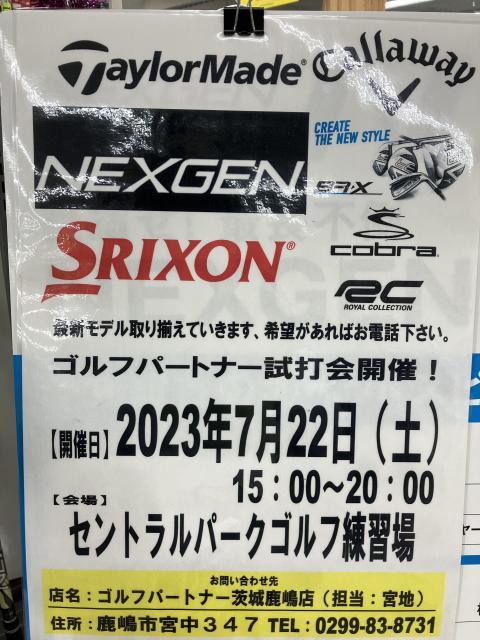 TaylorMade®
Callaway
NEXGEN
CREATE
THE NEW STYLE
SRIXON®
cobra
RC
ROYAL COLLECTION
最新モデル取り揃えていきます、希望があればお電話下さい。
ゴルフパートナー試打会開催！
【開催日】2023年7月22日（土）
15：00～20：00
【会場】
セントラルパークゴルフ練習場
お問い合わせ先
店名：ゴルフパートナー茨城鹿嶋店（担当：宮地）
住所：鹿嶋市宮中３４７ TEL：0299-83-8731